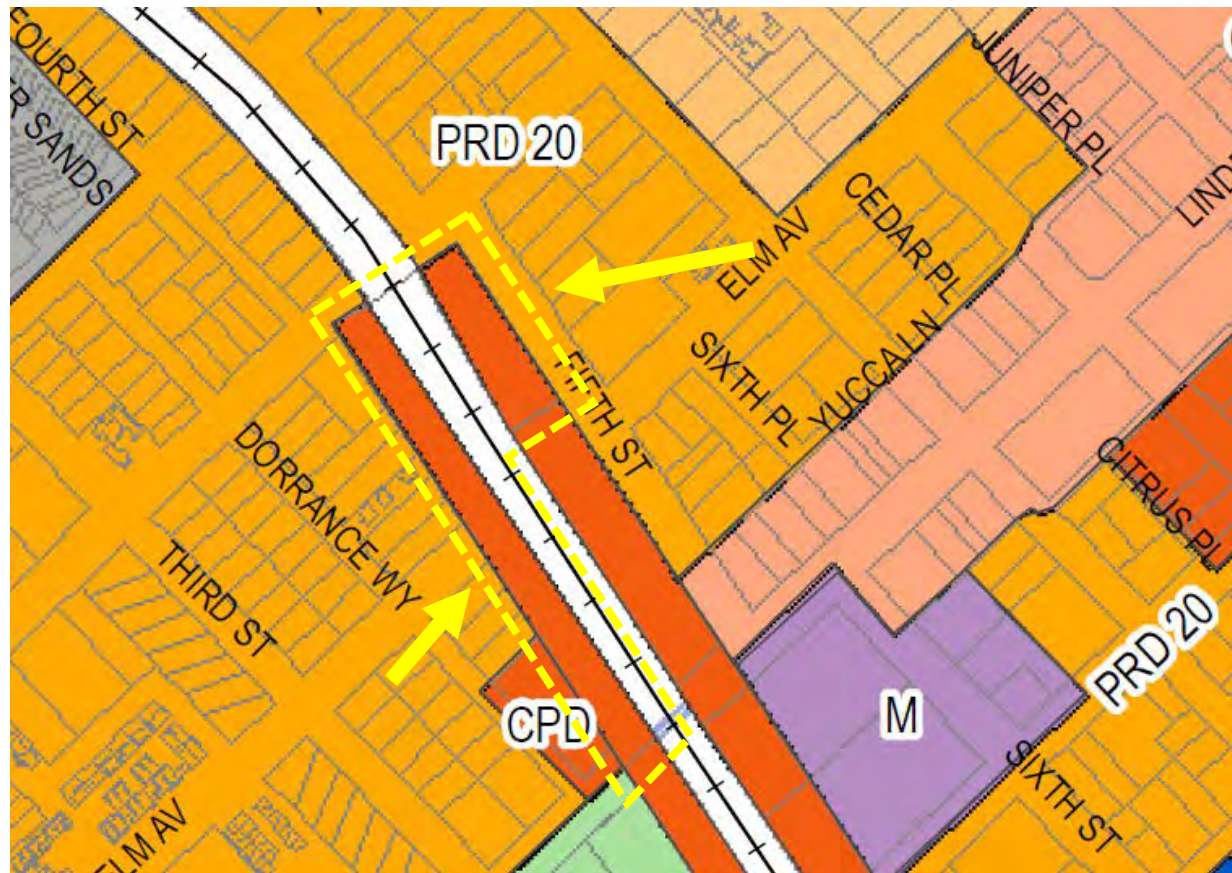 FOURTH ST
ER SANDS
PRD 20
JUNIPER PL
LIND
CEDAR PL
ELM AV
SIXTH PL
YUCCA LN
FIFTH ST
CITRUS PL
DORRANCE WY
THIRD ST
PRD 20
CPD
M
SIXTH ST
ELM AV